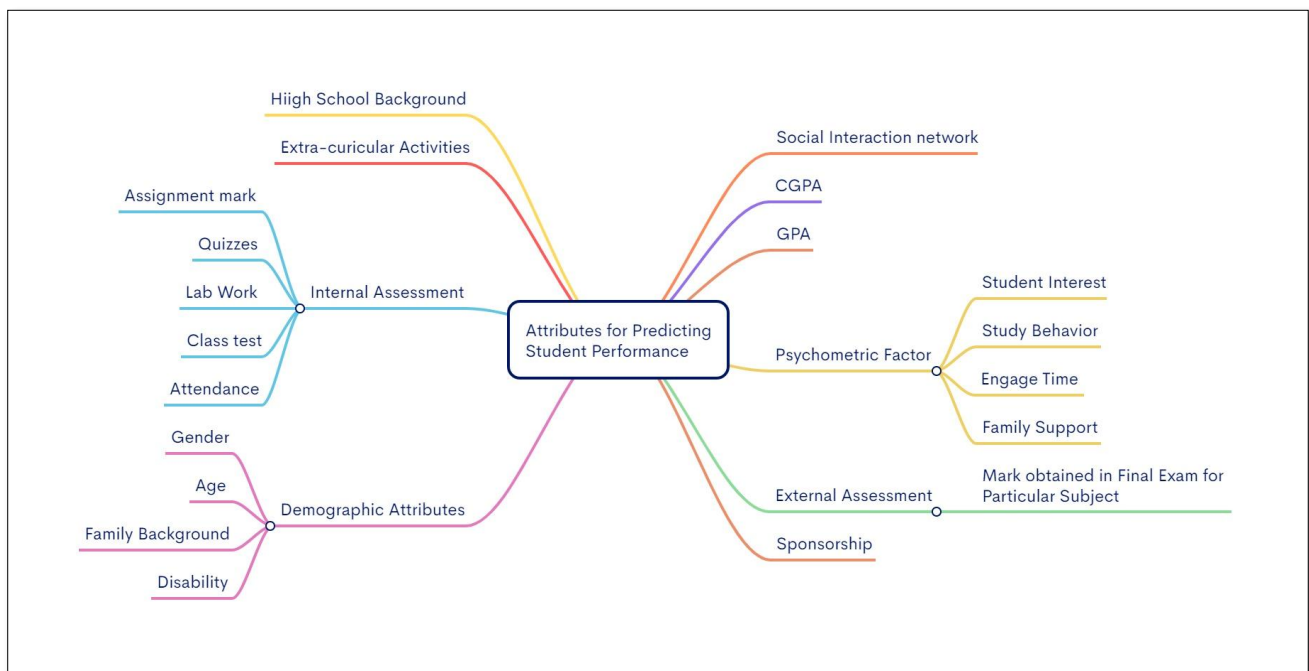 Hiigh School Background
Extra-curicular Activities
Assignment mark
Quizzes
Lab Work
Class test
Attendance
Internal Assessment
Gender
Age
Family Background
Disability
Demographic Attributes
Attributes for Predicting
Student Performance
Social Interaction network
CGPA
GPA
Psychometric Factor
Student Interest
Study Behavior
Engage Time
Family Support
External Assessment
Mark obtained in Final Exam for
Particular Subject
Sponsorship